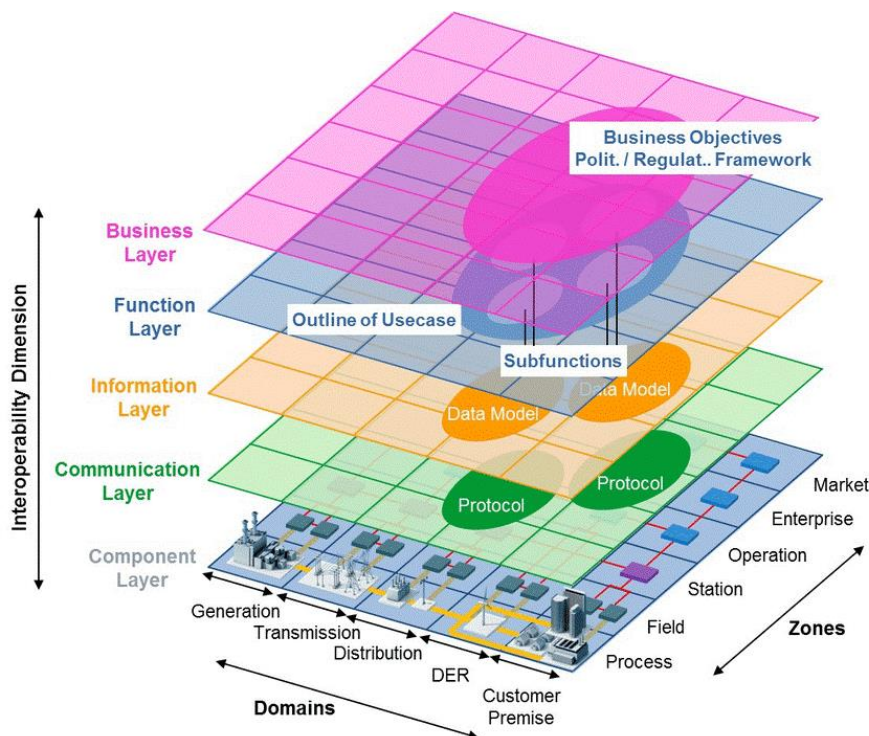 Business Objectives
Polit. / Regulat.. Framework
Business
Layer
Function
Layer
Outline of Usecase
Subfunctions
Information
Layer
Data Model
Data Model
Communication
Layer
Protocol
Protocol
Component
Layer
Interoperability Dimension
Market
Enterprise
Operation
Station
Field
Process
Zones
Generation
Transmission
Distribution
DER
Customer
Premise
Domains